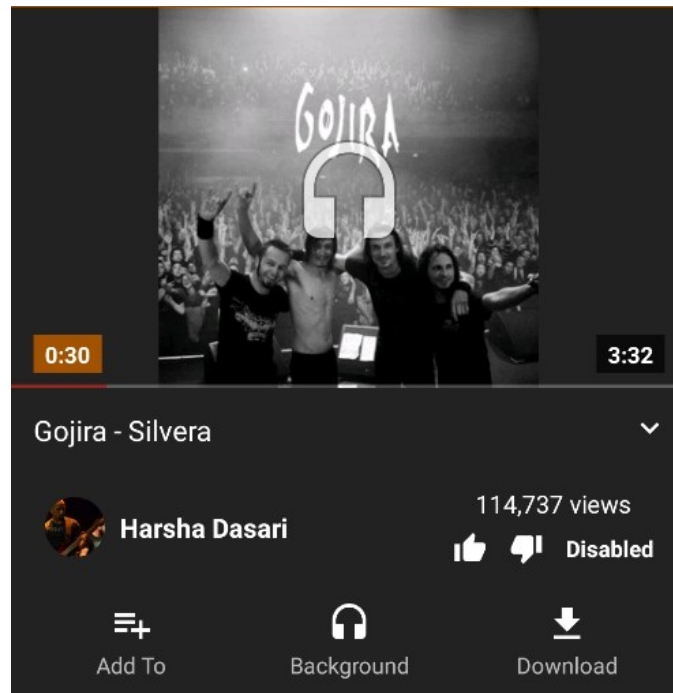 GOJIRA
0:30
3:32
Gojira - Silvera
Harsha Dasari
114,737 views
Disabled
Add To
Background
Download